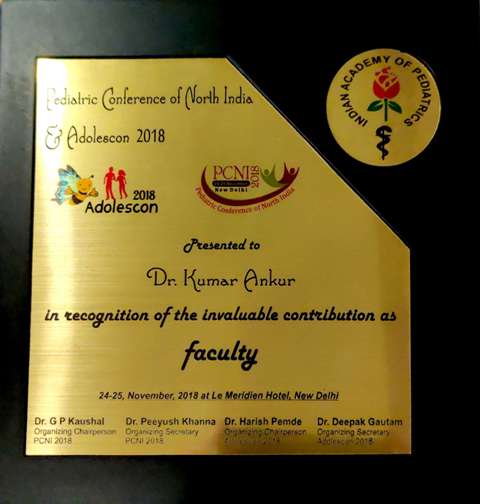 Pediatric Conference of North India
& Adolescon 2018
INDIAN ACADEMY OF PEDIATRICS
2018
Adolescon
PCNI
2018
New Delhi
Pediatric Conference of North India
Presented to
Dr. Kumar Ankur
in recognition of the invaluable contribution as
faculty
24-25, November, 2018 at Le Meridien Hotel, New Delhi
Dr. G P Kaushal Dr. Peeyush Khanna Dr. Harish Pemde Dr. Deepak Gautam
Organizing Chairperson Organizing Secretary Organizing Chairperson Organizing Secretary
PCNI 2018 PCNI 2018 2018 Adolescon 2018